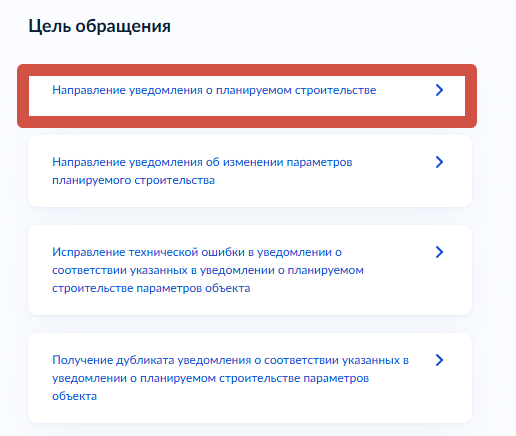 Цель обращения
Направление уведомления о планируемом строительстве
Направление уведомления об изменении параметров
планируемого строительства
Исправление технической ошибки в уведомлении о
соответствии указанных в уведомлении о планируемом
строительстве параметров объекта
Получение дубликата уведомления о соответствии указанных в
уведомлении о планируемом строительстве параметров
объекта